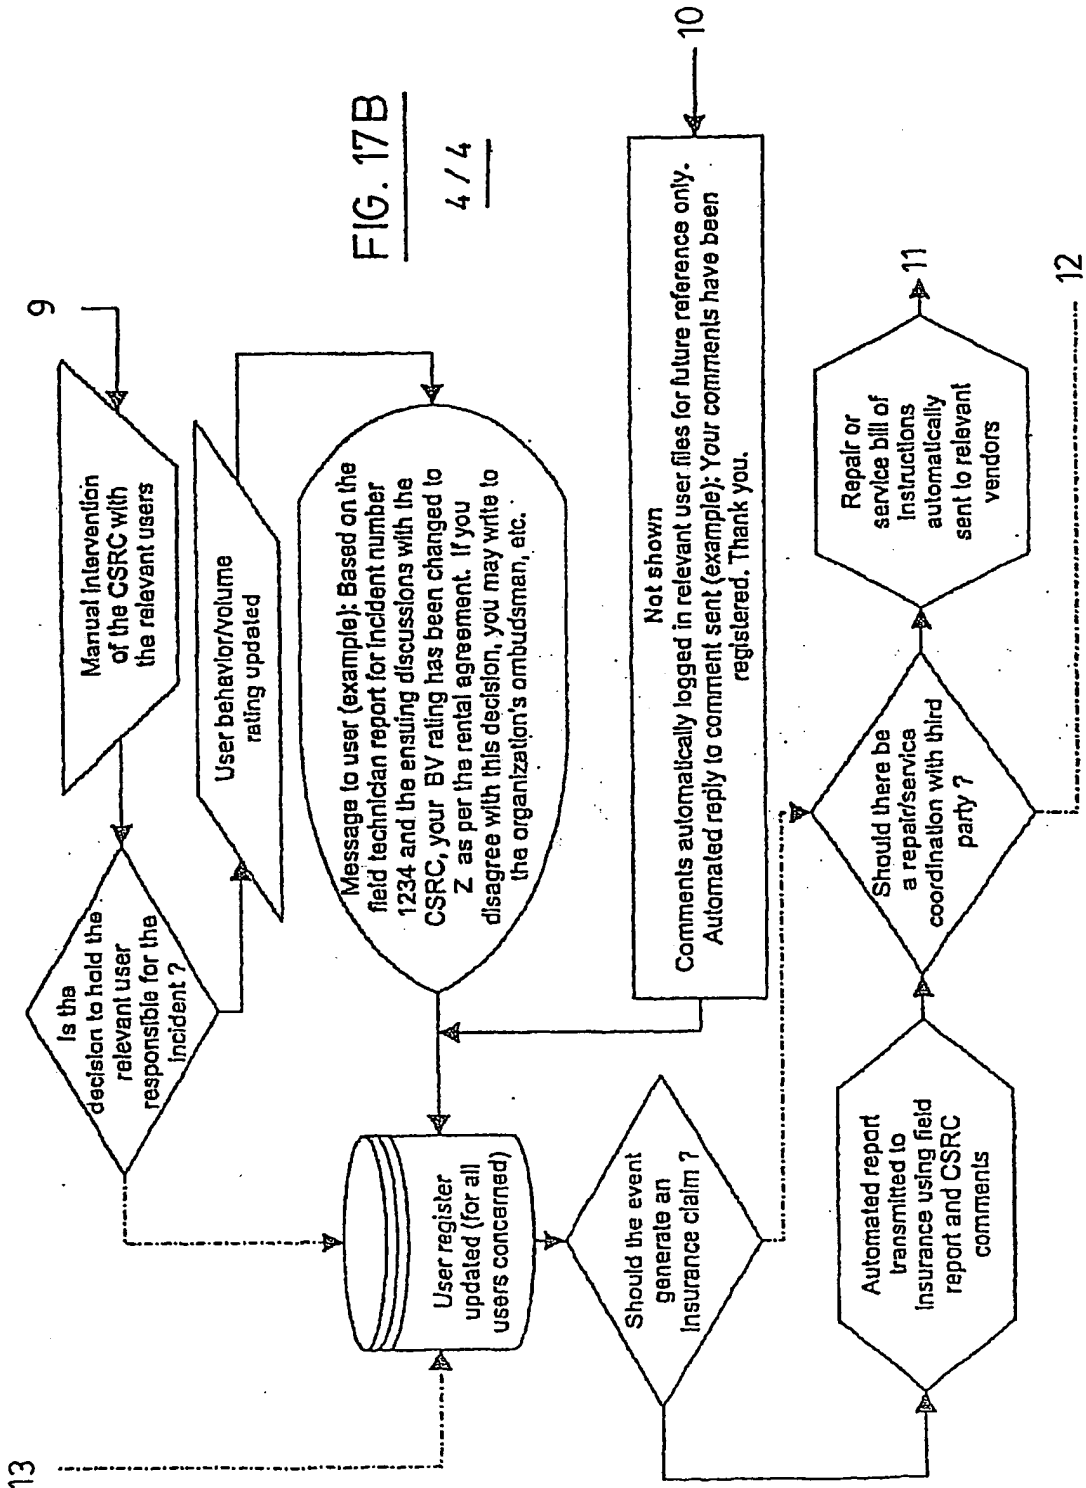 13
9
Manual Intervention
of the CSRC with
the relevant users
Is the
decision to hold the
relevant user
responsible for the
incident ?
User behavior/volume
rating updated
Message to user (example): Based on the
field technician report for incident number
1234 and the ensuing discussions with the
CSRC, your BV rating has been changed to
Z as per the rental agreement. If you
disagree with this decision, you may write to
the organization's ombudsman, etc.
FIG. 17B
4 / 4
User register
updated (for all
users concerned)
Not shown
Comments automatically logged in relevant user files for future reference only.
Automated reply to comment sent (example): Your comments have been
registered. Thank you.
10
Should the event
generate an
Insurance claim ?
Automated report
transmitted to
Insurance using field
report and CSRC
comments
Should there be
a repair/service
coordination with third
party ?
Repair or
service bill of
Instructions
automatically
sent to relevant
vendors
11
12